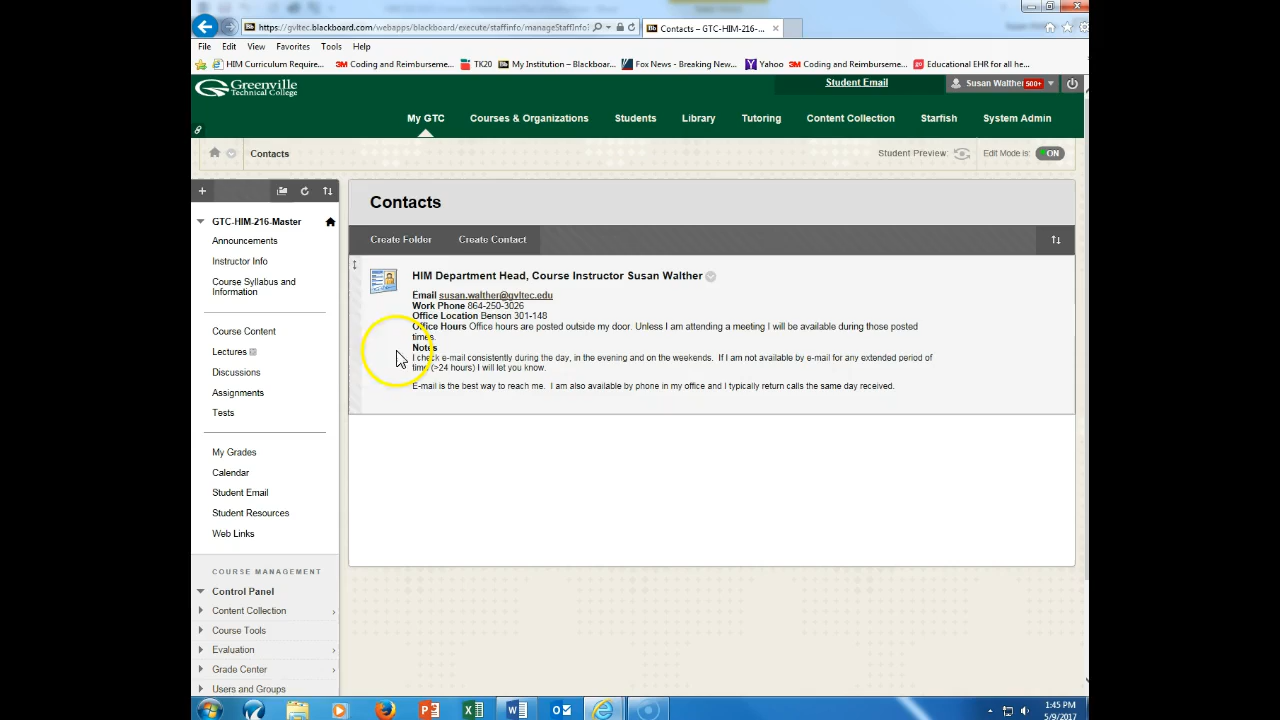 https://gvltec.blackboard.com/webapps/blackboard/execute/staffinfo/manageStaffInfo?
Contacts – GTC-HIM-216-...
File Edit View Favorites Tools Help
HIM Curriculum Require... 3M Coding and Reimburseme... TK20 My Institution – Blackboar... Fox News - Breaking New... Yahoo 3M Coding and Reimburseme... Educational EHR for all he...
Greenville
Technical College
Student Email
Susan Walther 500+
My GTC Courses & Organizations Students Library Tutoring Content Collection Starfish System Admin
Contacts
Student Preview: Edit Mode is: ON
GTC-HIM-216-Master
Announcements
Instructor Info
Course Syllabus and
Information
Course Content
Lectures
Discussions
Assignments
Tests
My Grades
Calendar
Student Email
Student Resources
Web Links
COURSE MANAGEMENT
Control Panel
Content Collection
Course Tools
Evaluation
Grade Center
Users and Groups
Contacts
Create Folder Create Contact
HIM Department Head, Course Instructor Susan Walther
Email susan.walther@gvltec.edu
Work Phone 864-250-3026
Office Location Benson 301-148
Office Hours Office hours are posted outside my door. Unless I am attending a meeting I will be available during those posted
times.
Notes
I check e-mail consistently during the day, in the evening and on the weekends. If I am not available by e-mail for any extended period of
time (>24 hours) I will let you know.
E-mail is the best way to reach me. I am also available by phone in my office and I typically return calls the same day received.
1:45 PM
5/9/2017